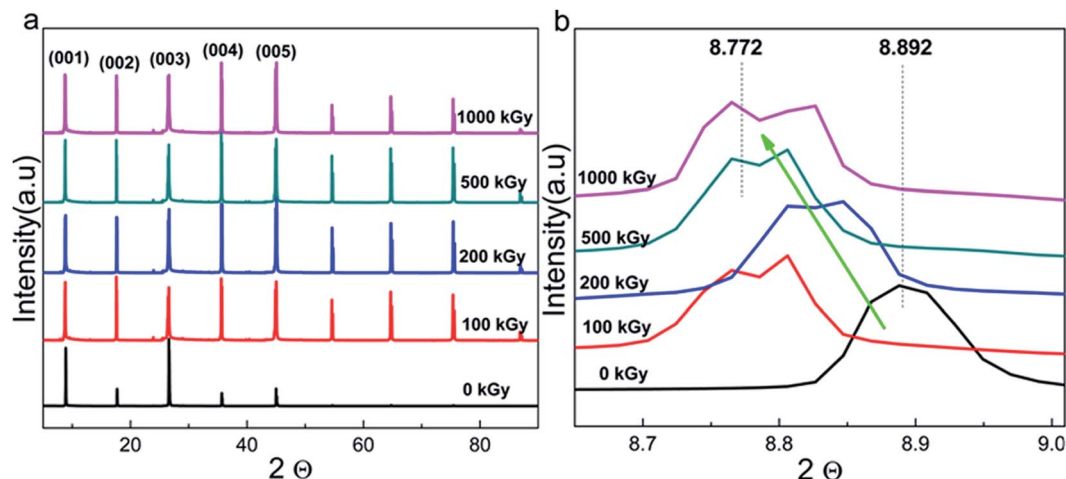 a
(001) (002) (003) (004) (005)
1000 kGy
500 kGy
200 kGy
100 kGy
0 kGy
Intensity(a.u)
20 40 60 80
2 Θ
b
8.772 8.892
1000 kGy
500 kGy
200 kGy
100 kGy
0 kGy
Intensity(a.u)
8.7 8.8 8.9 9.0
2 Θ